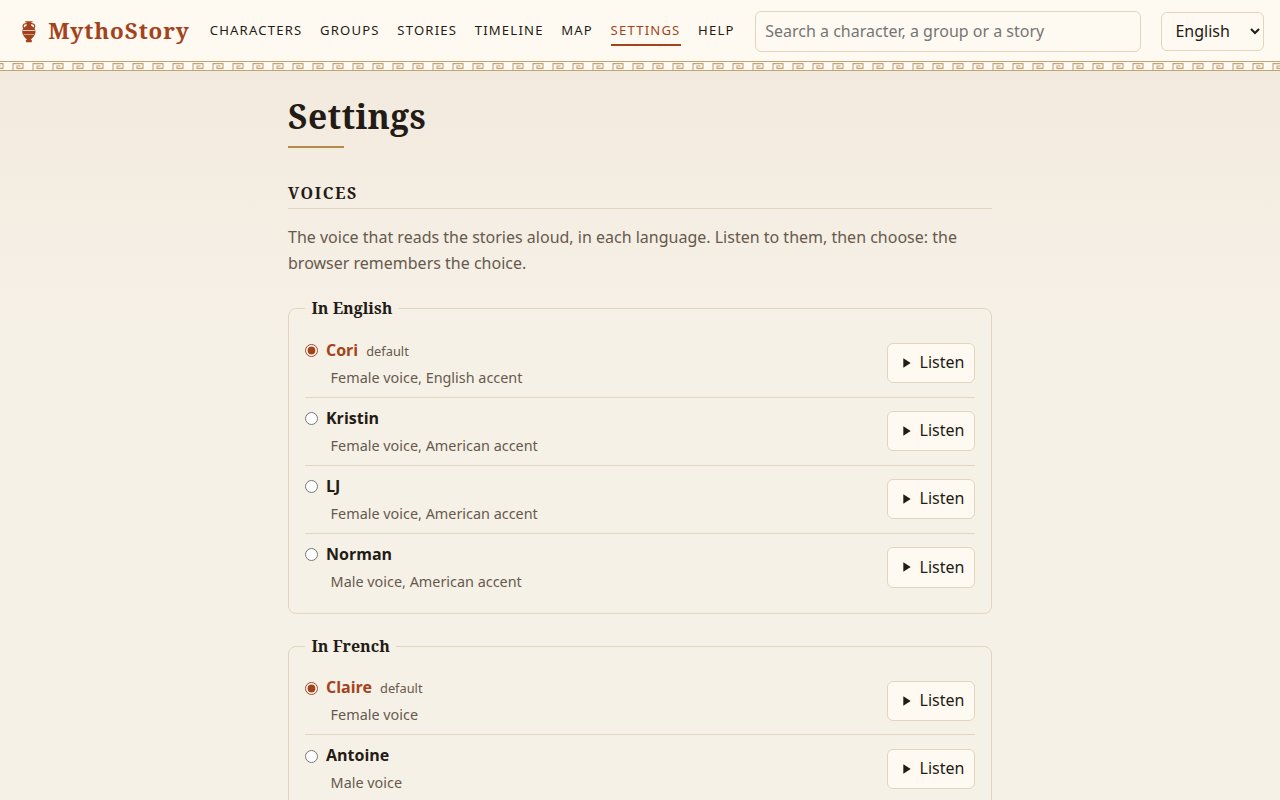 MythoStory CHARACTERS GROUPS STORIES TIMELINE MAP SETTINGS HELP Search a character, a group or a story English
Settings
VOICES
The voice that reads the stories aloud, in each language. Listen to them, then choose: the
browser remembers the choice.
In English
Cori default
Female voice, English accent
Listen
Kristin
Female voice, American accent
Listen
LJ
Female voice, American accent
Listen
Norman
Male voice, American accent
Listen
In French
Claire default
Female voice
Listen
Antoine
Male voice
Listen